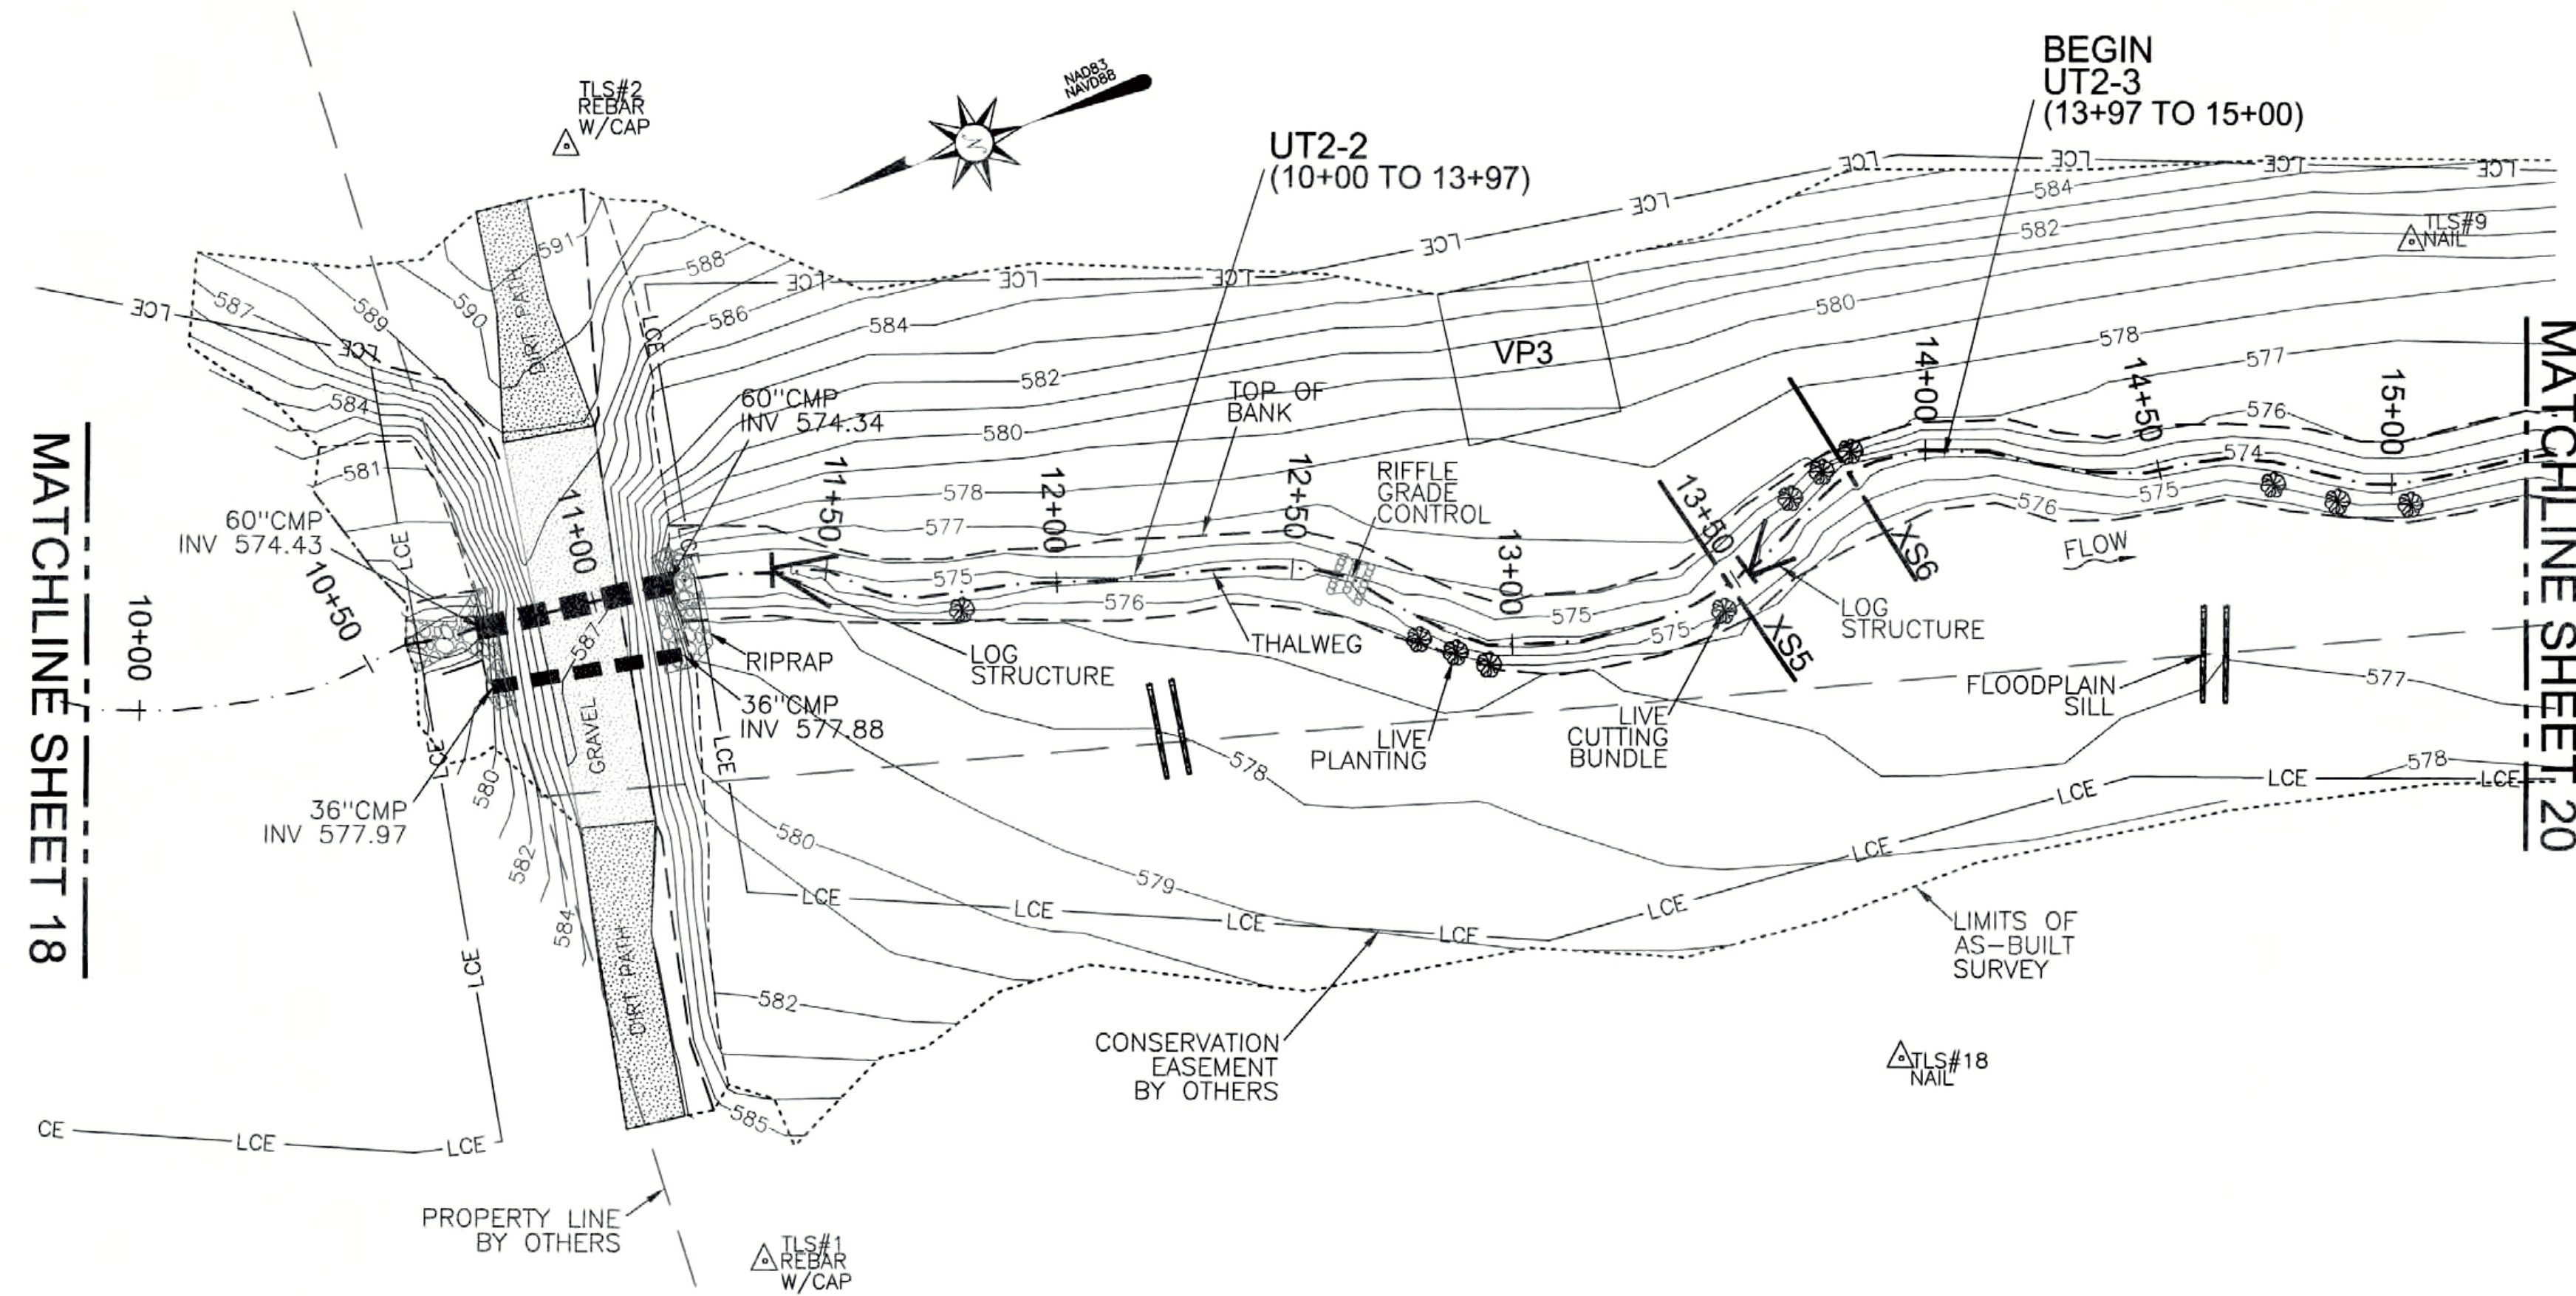 BEGIN
UT2-3
(13+97 TO 15+00)
TLS#2
REBAR
W/CAP
NAD83
NAVD88
N
UT2-2
(10+00 TO 13+97)
LCE
LCE
LCE
LCE
LCE
LCE
LCE
LCE
LCE
LCE
584
582
TLS#9
NAIL
591
588
587
589
590
DIRT PATH
LCE
LCE
LCE
586
584
580
578
577
VP3
582
TOP OF
BANK
60"CMP
INV 574.34
584
580
581
578
577
11+50
12+00
12+50
RIFFLE
GRADE
CONTROL
13+00
13+50
14+00
14+50
15+00
576
574
575
576
FLOW
XS6
XS5
60"CMP
INV 574.43
LCE
10+00
10+50
11+00
575
576
575
575
587
THALWEG
LOG
STRUCTURE
LOG
STRUCTURE
RIPRAP
36"CMP
INV 577.88
GRAVEL
LCE
LCE
LIVE
PLANTING
LIVE
CUTTING
BUNDLE
FLOODPLAIN
SILL
577
578
578
36"CMP
INV 577.97
580
582
584
580
579
LCE
LCE
LCE
LCE
LCE
LCE
LCE
LCE
LCE
LCE
DIRT PATH
582
585
LIMITS OF
AS-BUILT
SURVEY
CONSERVATION
EASEMENT
BY OTHERS
TLS#18
NAIL
CE
LCE
LCE
PROPERTY LINE
BY OTHERS
TLS#1
REBAR
W/CAP
MATCHLINE SHEET 18
MATCHLINE SHEET 20